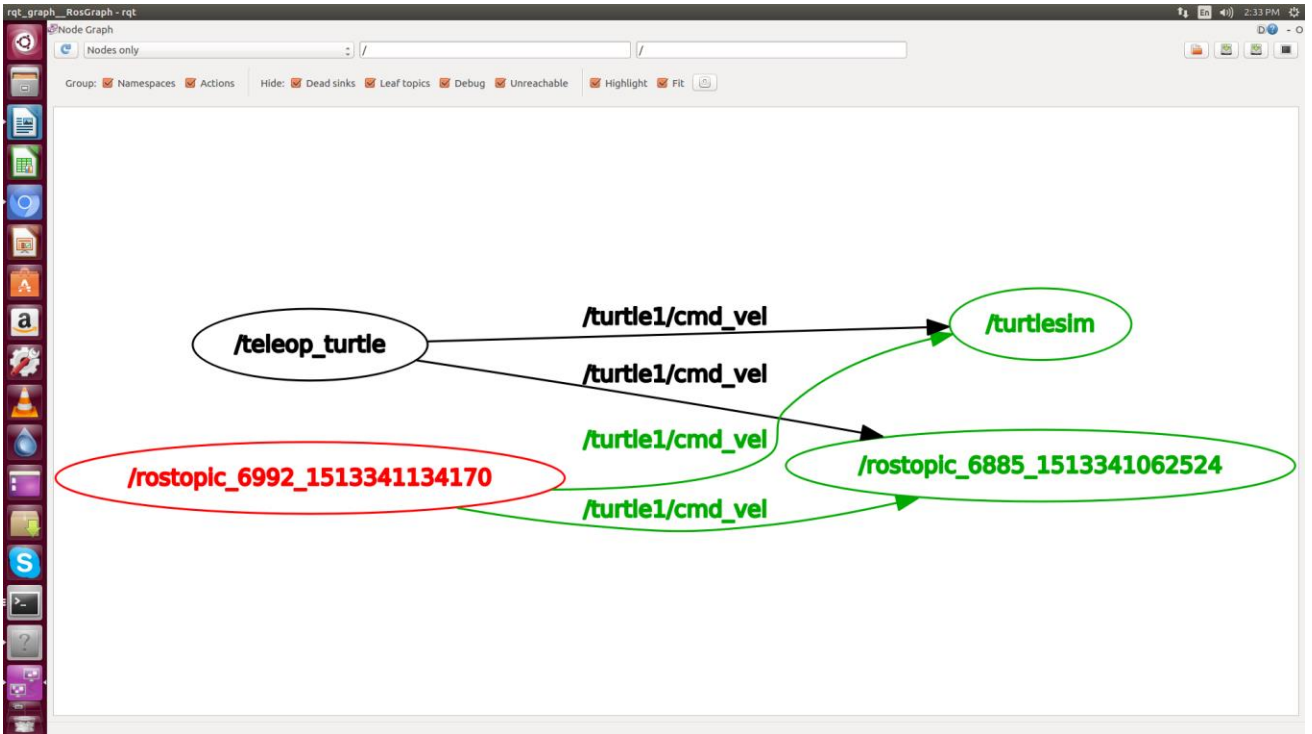 rqt_graph__RosGraph - rqt
En 2:33 PM
Node Graph
D - O
Nodes only / /
Group: Namespaces Actions Hide: Dead sinks Leaf topics Debug Unreachable Highlight Fit
/turtle1/cmd_vel
/turtlesim
/teleop_turtle
/turtle1/cmd_vel
/turtle1/cmd_vel
/rostopic_6885_1513341062524
/rostopic_6992_1513341134170
/turtle1/cmd_vel